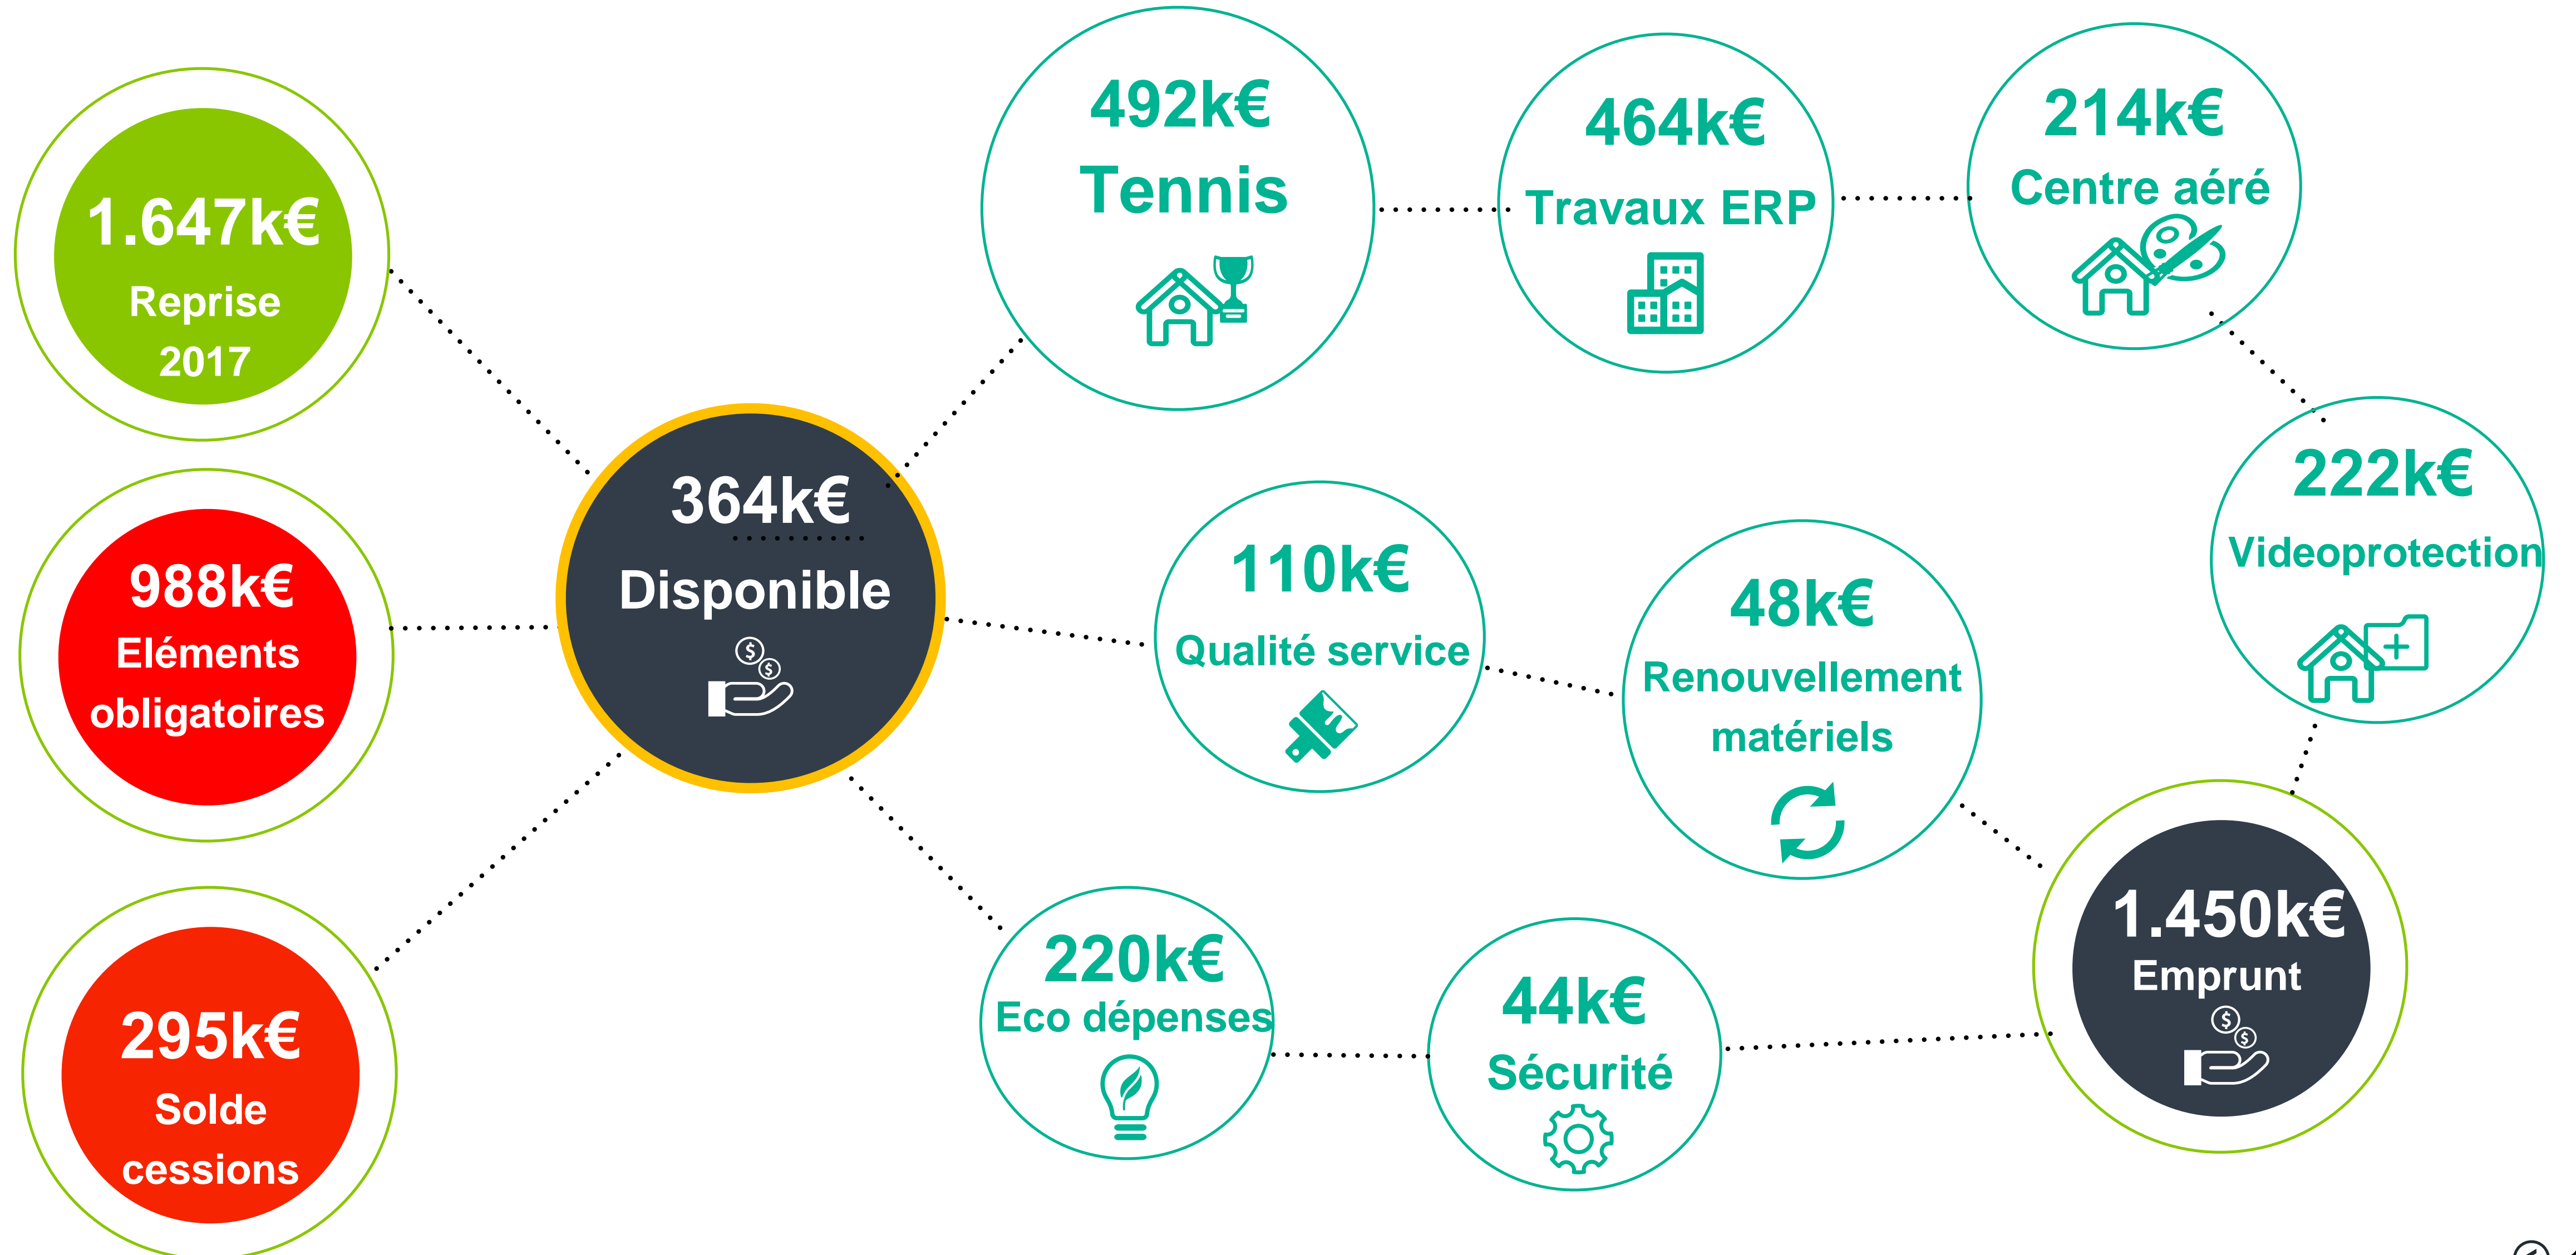 1.647k€
Reprise
2017
988k€
Eléments
obligatoires
295k€
Solde
cessions
364k€
Disponible
492k€
Tennis
464k€
Travaux ERP
214k€
Centre aéré
222k€
Videoprotection
110k€
Qualité service
48k€
Renouvellement
matériels
220k€
Eco dépenses
44k€
Sécurité
1.450k€
Emprunt